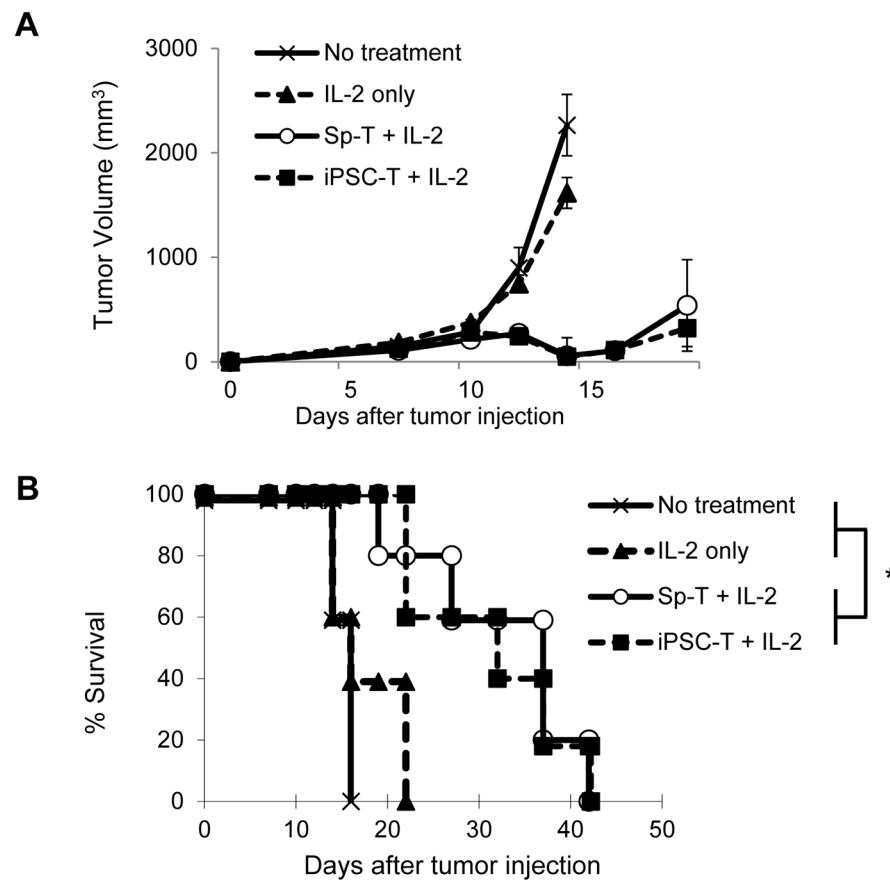 A
3000
2000
1000
0
Tumor Volume (mm³)
No treatment
IL-2 only
Sp-T + IL-2
iPSC-T + IL-2
0 5 10 15
Days after tumor injection
B
100
80
60
40
20
0
% Survival
No treatment
IL-2 only
Sp-T + IL-2
iPSC-T + IL-2
*
0 10 20 30 40 50
Days after tumor injection